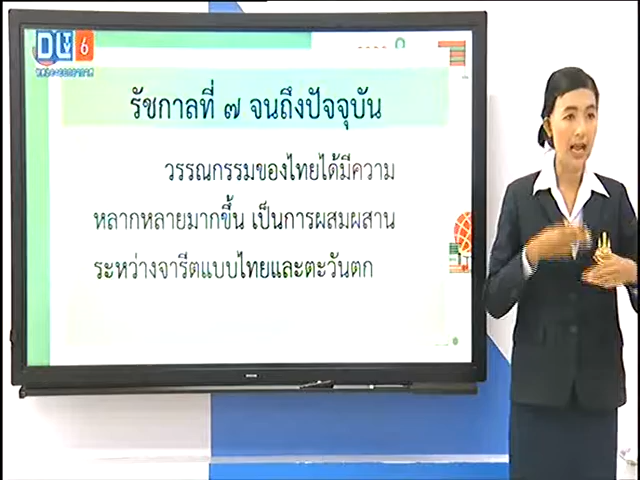 DLTV 6
รัชกาลที่ ๗ จนถึงปัจจุบัน
วรรณกรรมของไทยได้มีความ
หลากหลายมากขึ้น เป็นการผสมผสาน
ระหว่างจารีตแบบไทยและตะวันตก